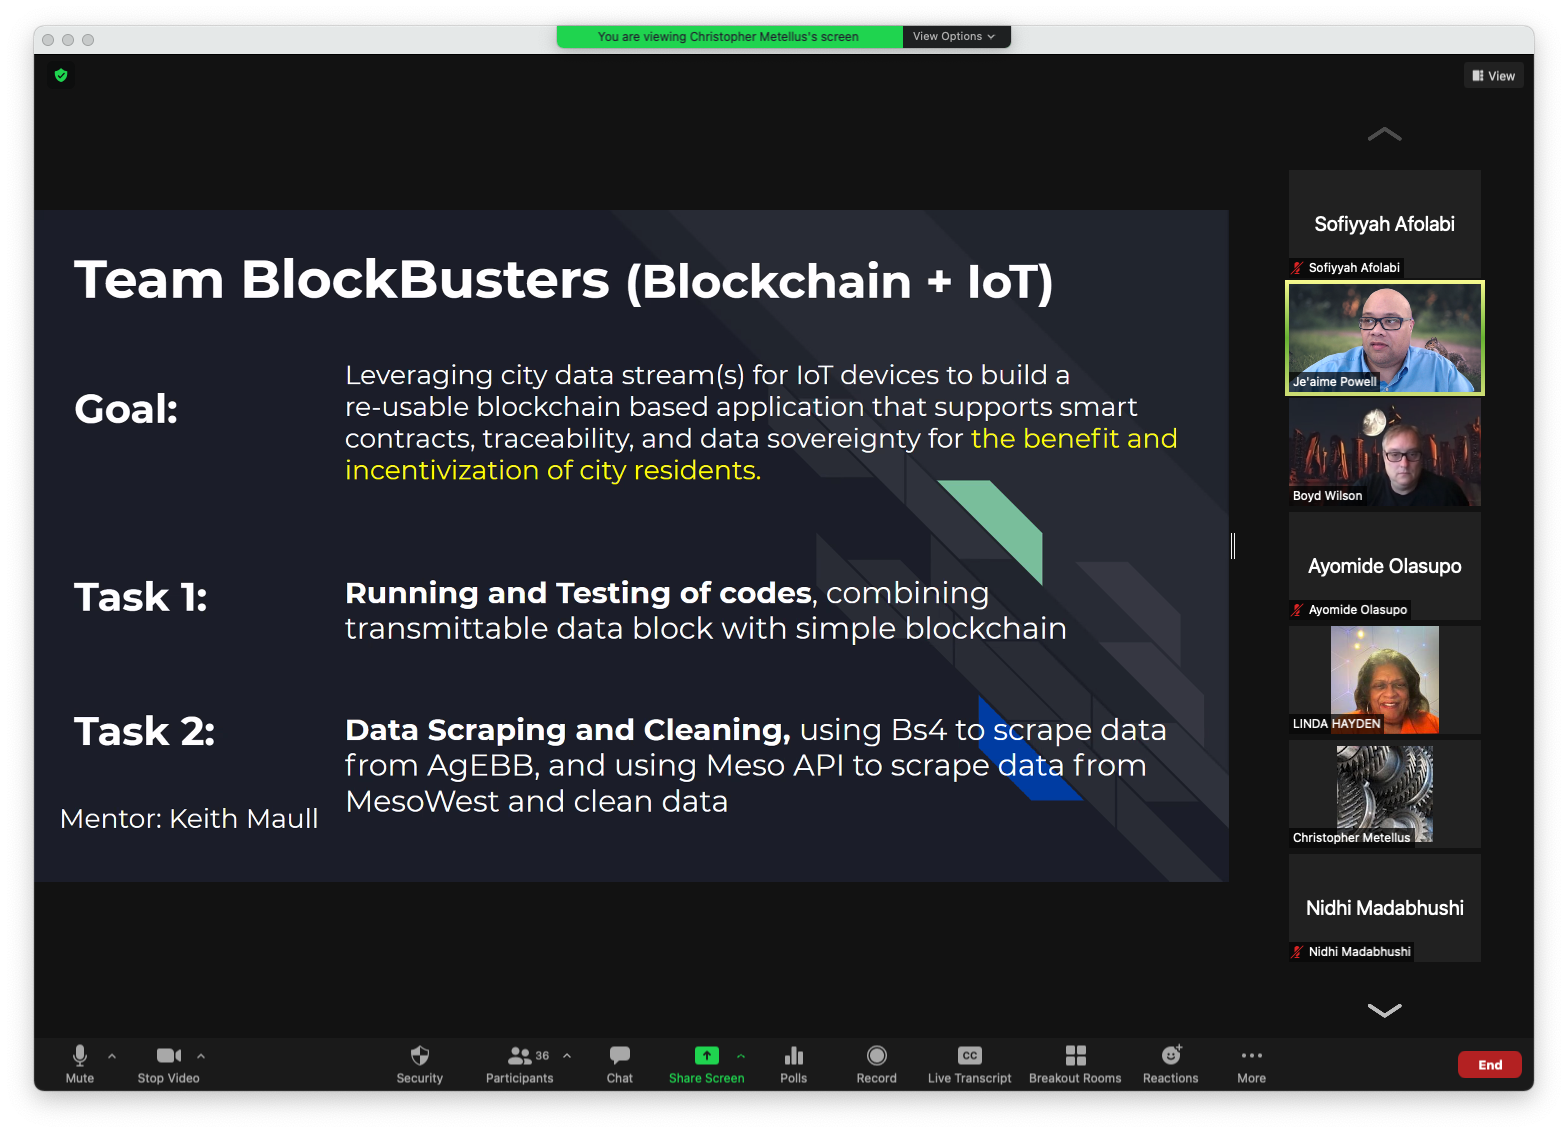 You are viewing Christopher Metellus's screen
View Options
View
Team BlockBusters (Blockchain + IoT)
Goal:
Leveraging city data stream(s) for IoT devices to build a
re-usable blockchain based application that supports smart
contracts, traceability, and data sovereignty for the benefit and
incentivization of city residents.
Task 1:
Running and Testing of codes, combining
transmittable data block with simple blockchain
Task 2:
Data Scraping and Cleaning, using Bs4 to scrape data
from AgEBB, and using Meso API to scrape data from
MesoWest and clean data
Mentor: Keith Maull
Sofiyyah Afolabi
Sofiyyah Afolabi
Je'aime Powell
Boyd Wilson
Ayomide Olasupo
Ayomide Olasupo
LINDA HAYDEN
Christopher Metellus
Nidhi Madabhushi
Nidhi Madabhushi
Mute
Stop Video
Security
Participants
36
Chat
Share Screen
Polls
Record
CC
Live Transcript
Breakout Rooms
Reactions
More
End